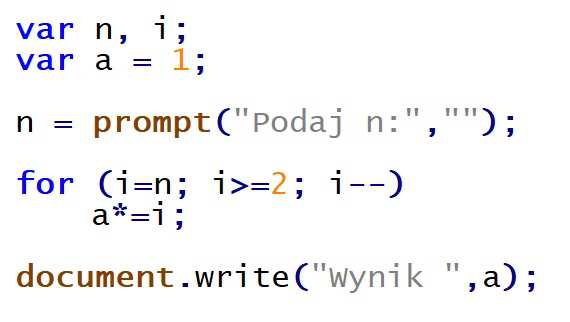 var n, i;
var a = 1;
n = prompt("Podaj n:","");
for (i=n; i>=2; i--)
a*=i;
document.write("Wynik ",a);